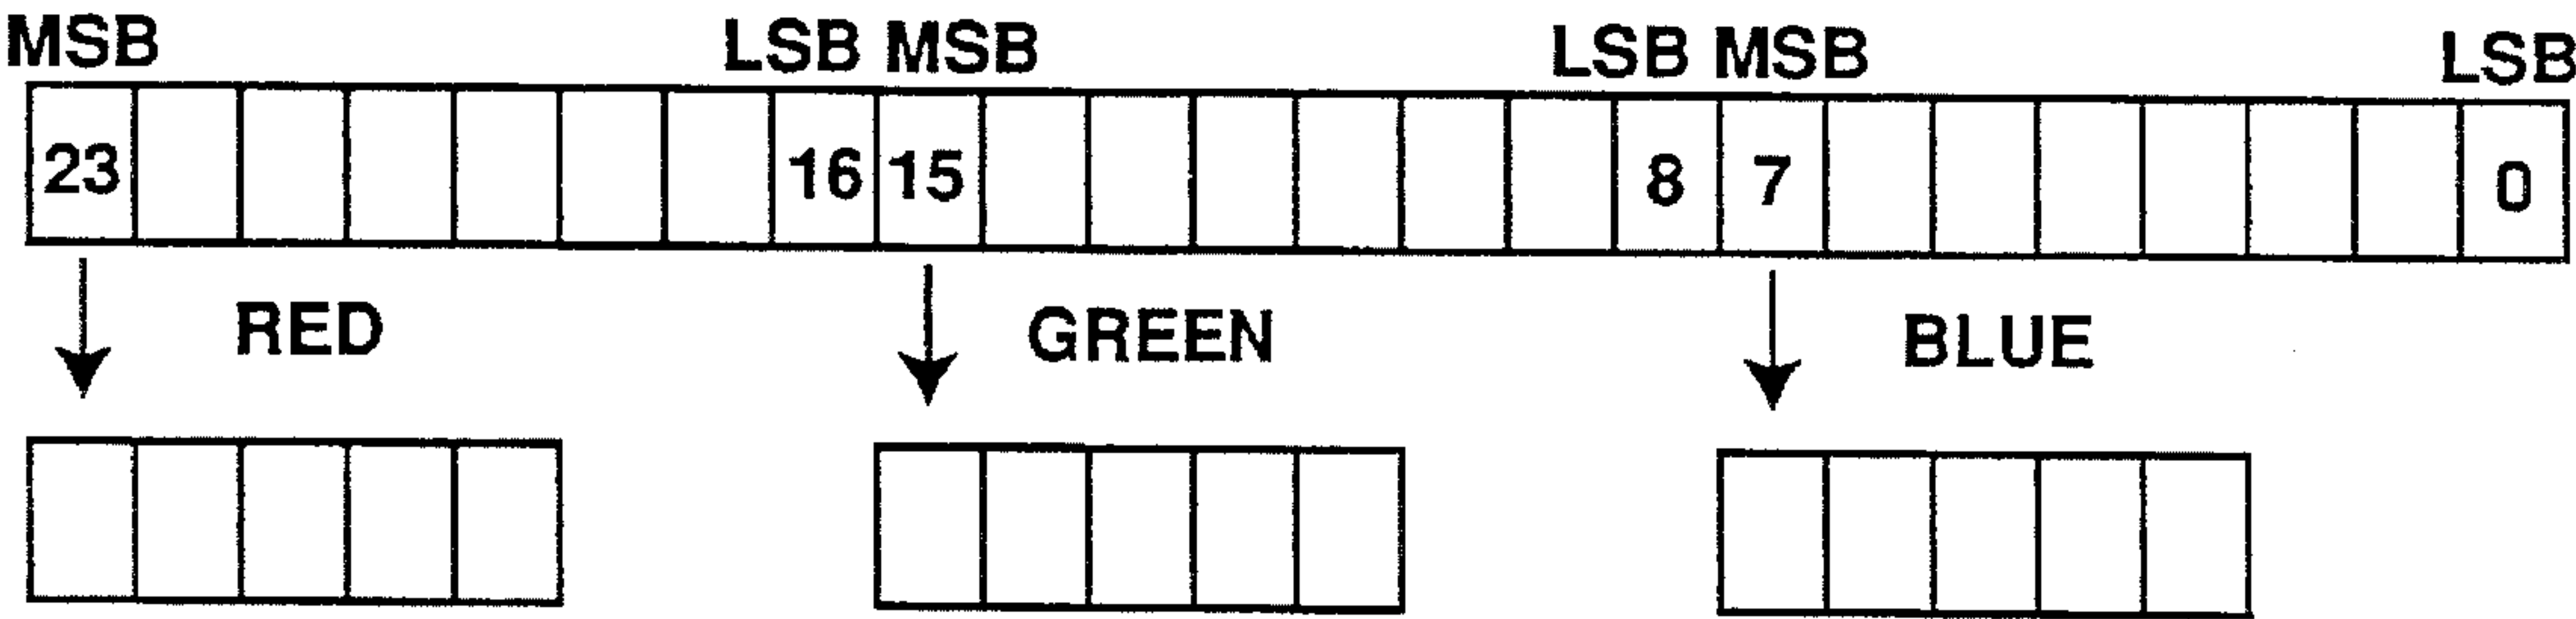 MSB LSB MSB LSB MSB LSB
23 16 15 8 7 0
RED GREEN BLUE